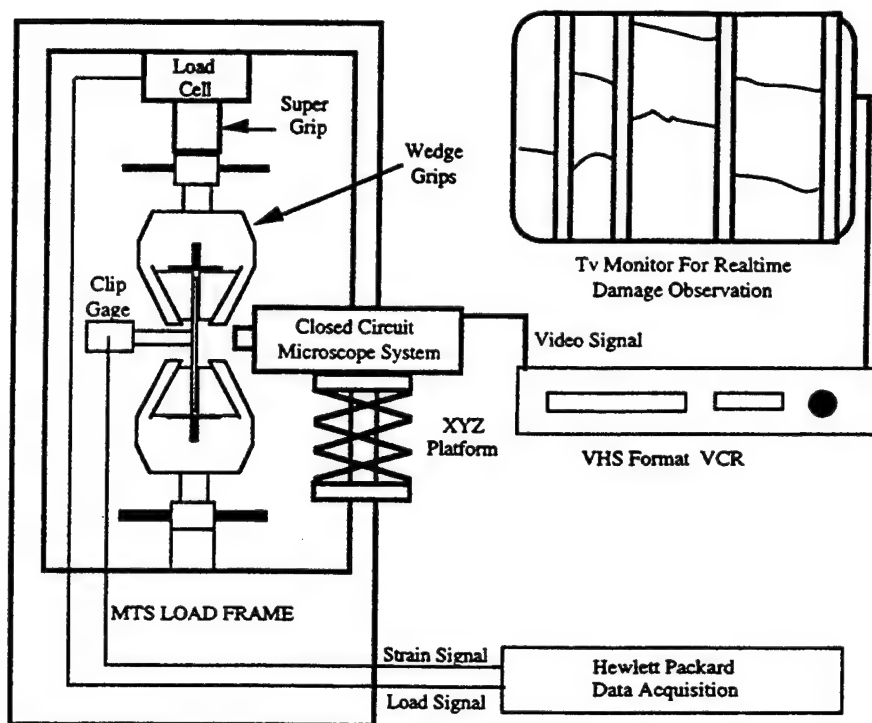 Load
Cell
Super
Grip
Wedge
Grips
Clip
Gage
Closed Circuit
Microscope System
Tv Monitor For Realtime
Damage Observation
Video Signal
XYZ
Platform
VHS Format VCR
MTS LOAD FRAME
Strain Signal
Load Signal
Hewlett Packard
Data Acquisition